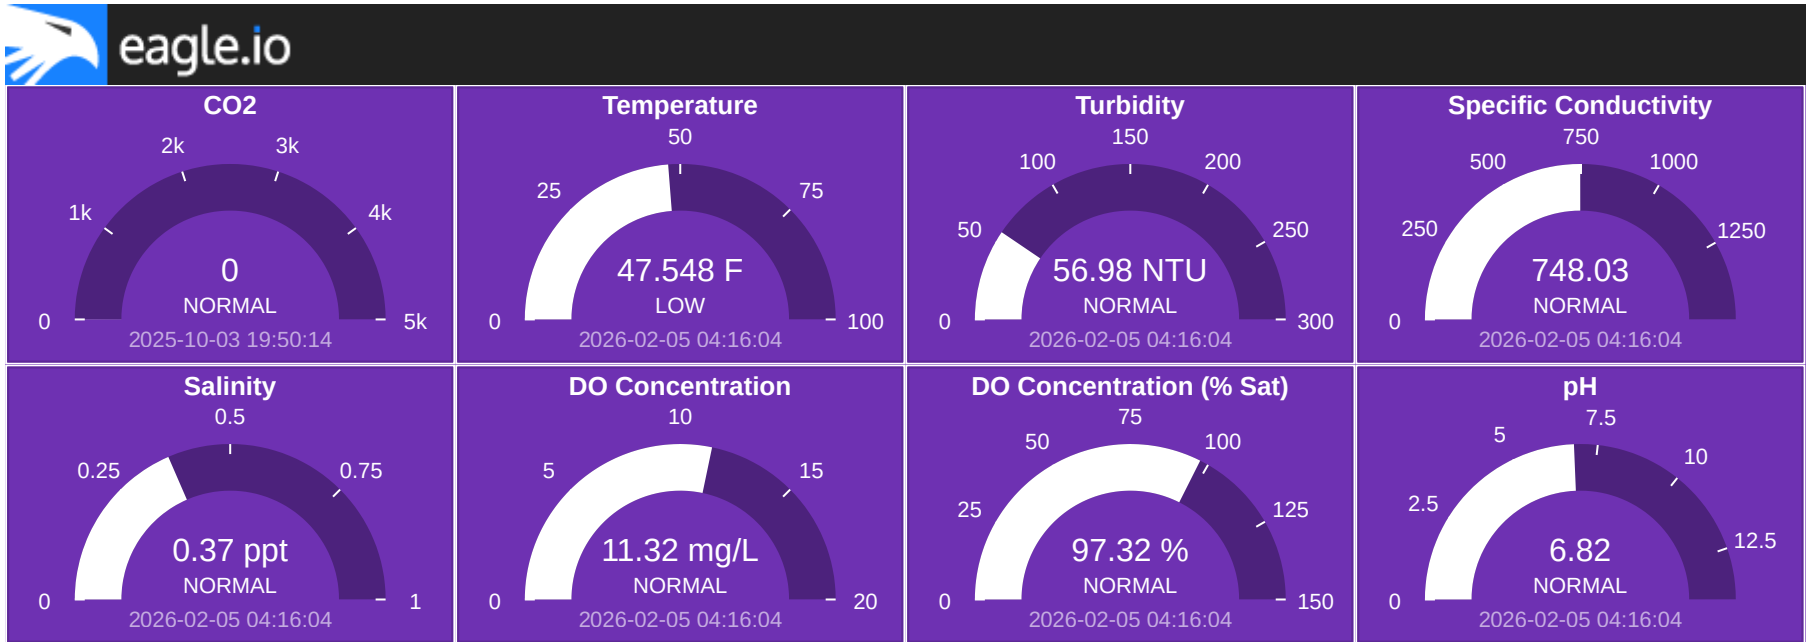 eagle.io
CO2
0
1k
2k
3k
4k
5k
0
NORMAL
2025-10-03 19:50:14
Temperature
0
25
50
75
100
47.548 F
LOW
2026-02-05 04:16:04
Turbidity
0
50
100
150
200
250
300
56.98 NTU
NORMAL
2026-02-05 04:16:04
Specific Conductivity
0
250
500
750
1000
1250
748.03
NORMAL
2026-02-05 04:16:04
Salinity
0
0.25
0.5
0.75
1
0.37 ppt
NORMAL
2026-02-05 04:16:04
DO Concentration
0
5
10
15
20
11.32 mg/L
NORMAL
2026-02-05 04:16:04
DO Concentration (% Sat)
0
25
50
75
100
125
150
97.32 %
NORMAL
2026-02-05 04:16:04
pH
0
2.5
5
7.5
10
12.5
6.82
NORMAL
2026-02-05 04:16:04